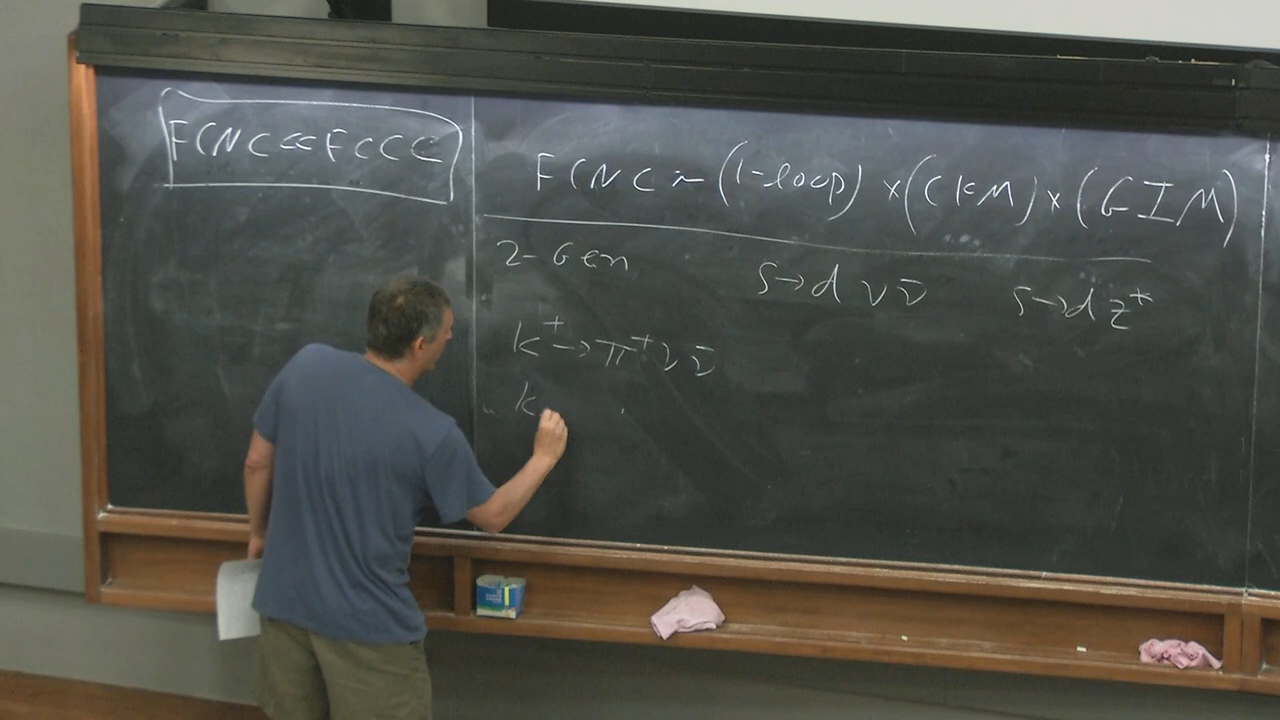 FCNC<<FCCC
FCNC ~ (1-loop) × (CKM) × (GIM)
2-Gen
s→d ν ν̄
s→d Z*
K⁺→π⁺ν ν̄
K